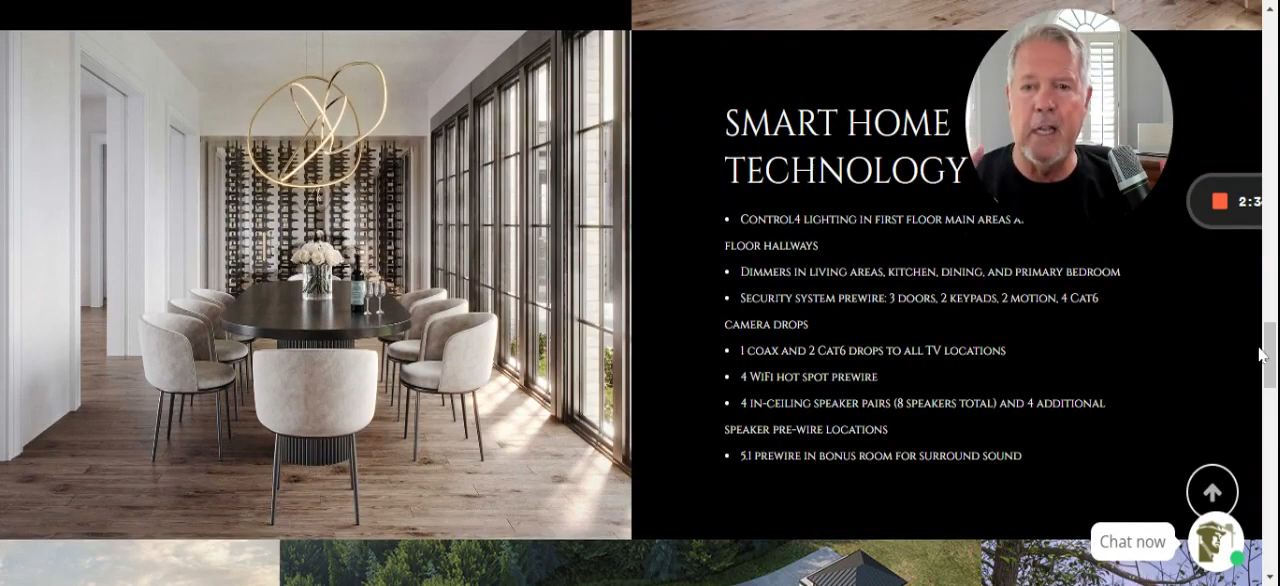 SMART HOME
TECHNOLOGY
• CONTROL4 LIGHTING IN FIRST FLOOR MAIN AREAS
FLOOR HALLWAYS
• DIMMERS IN LIVING AREAS, KITCHEN, DINING, AND PRIMARY BEDROOM
• SECURITY SYSTEM PREWIRE: 3 DOORS, 2 KEYPADS, 2 MOTION, 4 CAT6
CAMERA DROPS
• 1 COAX AND 2 CAT6 DROPS TO ALL TV LOCATIONS
• 4 WIFI HOT SPOT PREWIRE
• 4 IN-CEILING SPEAKER PAIRS (8 SPEAKERS TOTAL) AND 4 ADDITIONAL
SPEAKER PRE-WIRE LOCATIONS
• 5.1 PREWIRE IN BONUS ROOM FOR SURROUND SOUND
Chat now